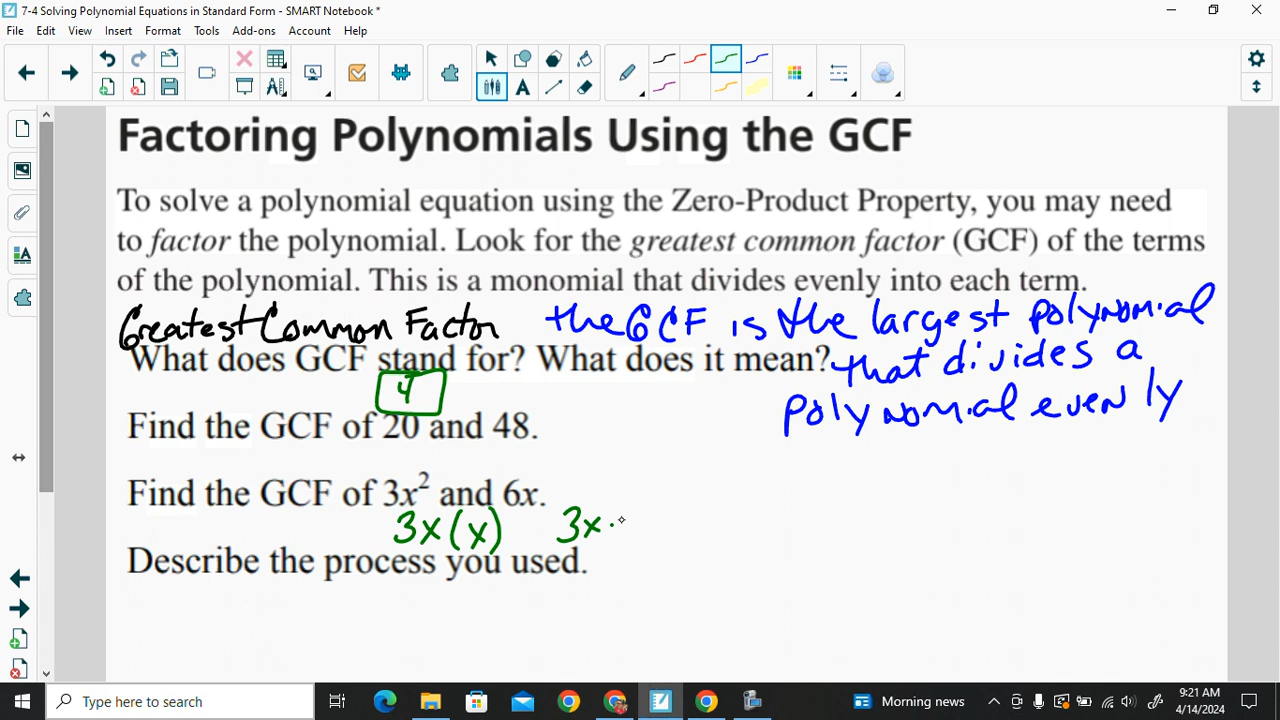 7-4 Solving Polynomial Equations in Standard Form - SMART Notebook *
File Edit View Insert Format Tools Add-ons Account Help
Factoring Polynomials Using the GCF
To solve a polynomial equation using the Zero-Product Property, you may need
to factor the polynomial. Look for the greatest common factor (GCF) of the terms
of the polynomial. This is a monomial that divides evenly into each term.
Greatest Common Factor the GCF is the largest polynomial
What does GCF stand for? What does it mean? that divides a
4 polynomial evenly
Find the GCF of 20 and 48.
Find the GCF of 3x² and 6x.
3x(x) 3x·
Describe the process you used.
Type here to search
Morning news
9:21 AM
4/14/2024